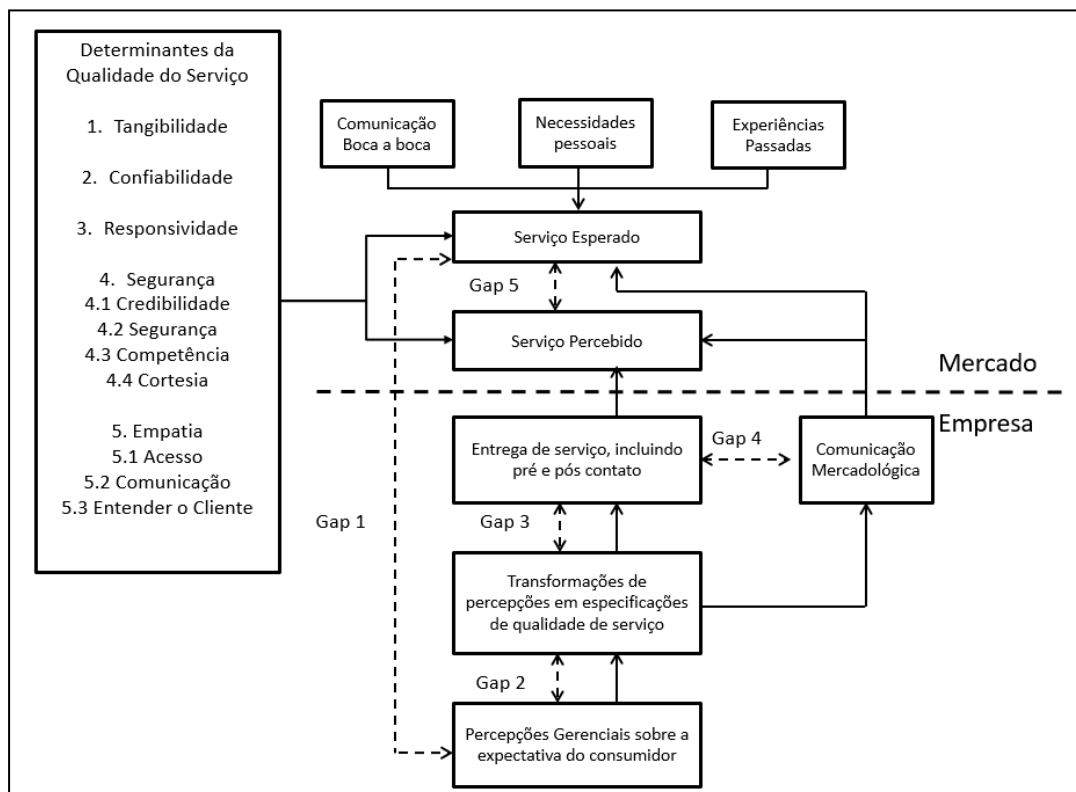 Determinantes da
Qualidade do Serviço
1. Tangibilidade
2. Confiabilidade
3. Responsividade
4. Segurança
4.1 Credibilidade
4.2 Segurança
4.3 Competência
4.4 Cortesia
5. Empatia
5.1 Acesso
5.2 Comunicação
5.3 Entender o Cliente
Comunicação
Boca a boca
Necessidades
pessoais
Experiências
Passadas
Serviço Esperado
Gap 5
Serviço Percebido
Mercado
Empresa
Entrega de serviço, incluindo
pré e pós contato
Gap 4
Comunicação
Mercadológica
Gap 1
Gap 3
Transformações de
percepções em especificações
de qualidade de serviço
Gap 2
Percepções Gerenciais sobre a
expectativa do consumidor